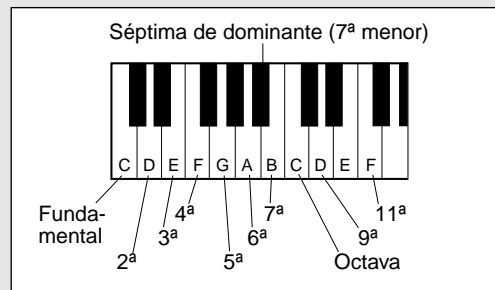 Séptima de dominante (7ª menor)
C D E F G A B C D E F
Funda-
mental
4ª 7ª 11ª
3ª 6ª 9ª
2ª 5ª Octava